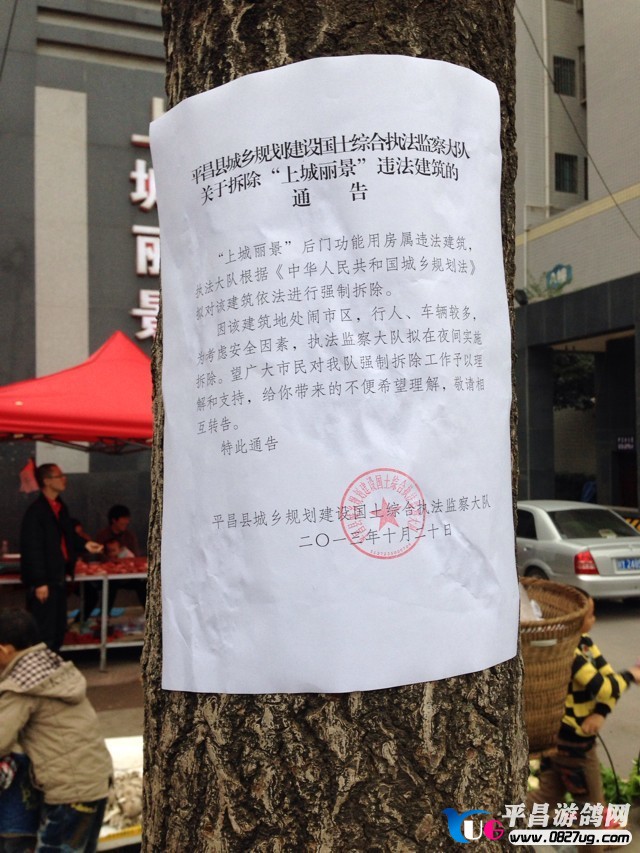 上城丽景
平昌县城乡规划建设国土综合执法监察大队
关于拆除“上城丽景”违法建筑的
通 告
“上城丽景”后门功能用房属违法建筑，
执法大队根据《中华人民共和国城乡规划法》
拟对该建筑依法进行强制拆除。
因该建筑地处闹市区，行人、车辆较多，
为考虑安全因素，执法监察大队拟在夜间实施
拆除。望广大市民对我队强制拆除工作予以理
解和支持，给你带来的不便希望理解，敬请相
互转告。
特此通告
平昌县城乡规划建设国土综合执法监察大队
二〇一三年十月二十日
YUG
平昌游鸽网
www.0827ug.com